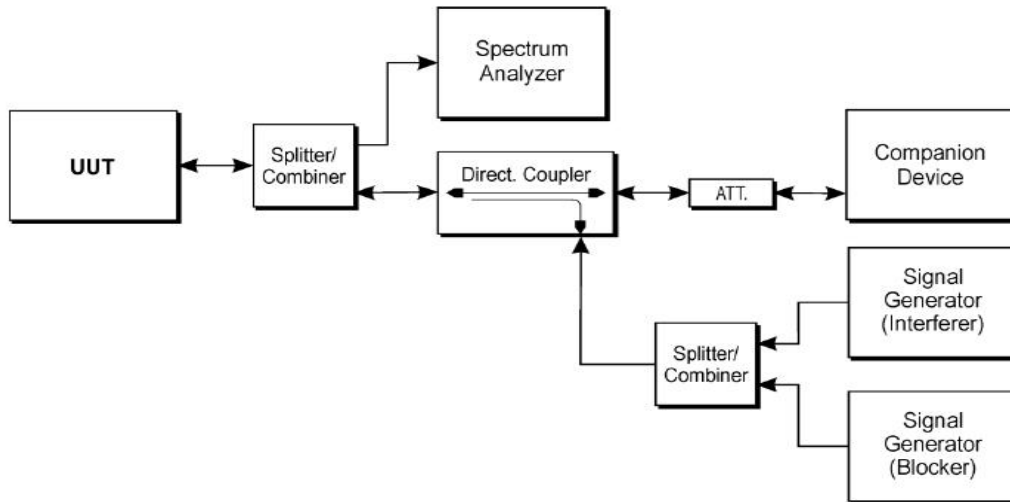 Spectrum
Analyzer
UUT
Splitter/
Combiner
Direct. Coupler
ATT.
Companion
Device
Signal
Generator
(Interferer)
Splitter/
Combiner
Signal
Generator
(Blocker)